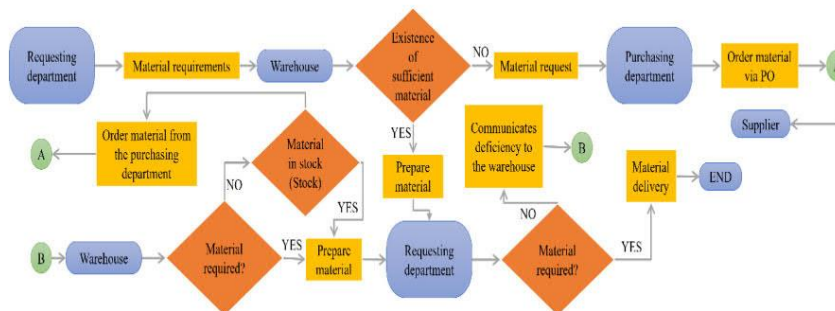 Requesting
department
Material requirements
Warehouse
Existence
of
sufficient
material
NO
Material request
Purchasing
department
Order material
via PO
YES
Supplier
A
Order material from
the purchasing
department
Material
in stock
(Stock)
Prepare
material
Communicates
deficiency to
the warehouse
B
Material
delivery
END
NO
YES
NO
B
Warehouse
Material
required?
YES
Prepare
material
Requesting
department
Material
required?
YES